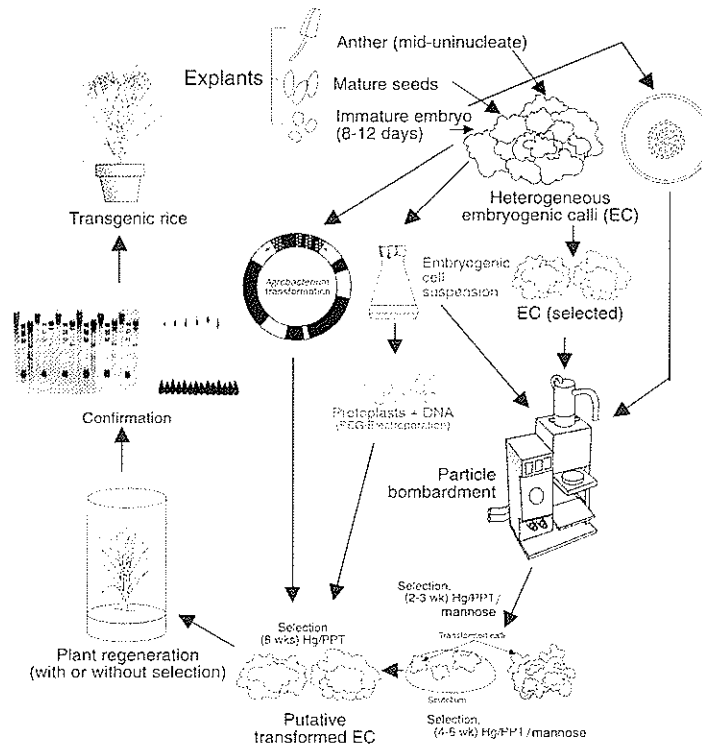 Explants
Anther (mid-uninucleate)
Mature seeds
Immature embryo
(8-12 days)
Heterogeneous
embryogenic calli (EC)
Transgenic rice
Agrobacterium
transformation
Embryogenic
cell
suspension
EC (selected)
Confirmation
Protoplasts + DNA
(PEG-Electroporation)
Particle
bombardment
Selection,
(2-3 wk) Hg/PPT/
mannose
Selection
(8 wks) Hg/PPT
Transformed calli
Scutellum
Plant regeneration
(with or without selection)
Putative
transformed EC
Selection,
(4-5 wk) Hg/PPT/mannose